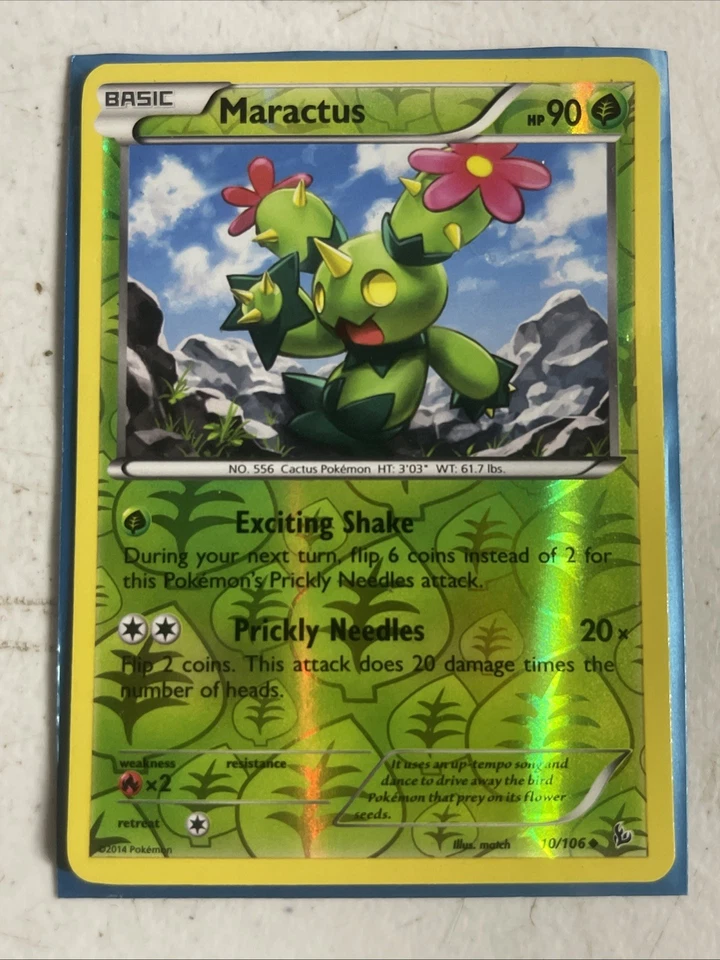 BASIC
Maractus
HP90
NO. 556 Cactus Pokémon HT: 3'03" WT: 61.7 lbs.
Exciting Shake
During your next turn, flip 6 coins instead of 2 for
this Pokémon's Prickly Needles attack.
Prickly Needles 20×
Flip 2 coins. This attack does 20 damage times the
number of heads.
weakness resistance
×2
It uses an up-tempo song and
dance to drive away the bird
Pokémon that prey on its flower
seeds.
retreat
©2014 Pokémon
Illus. match 10/106